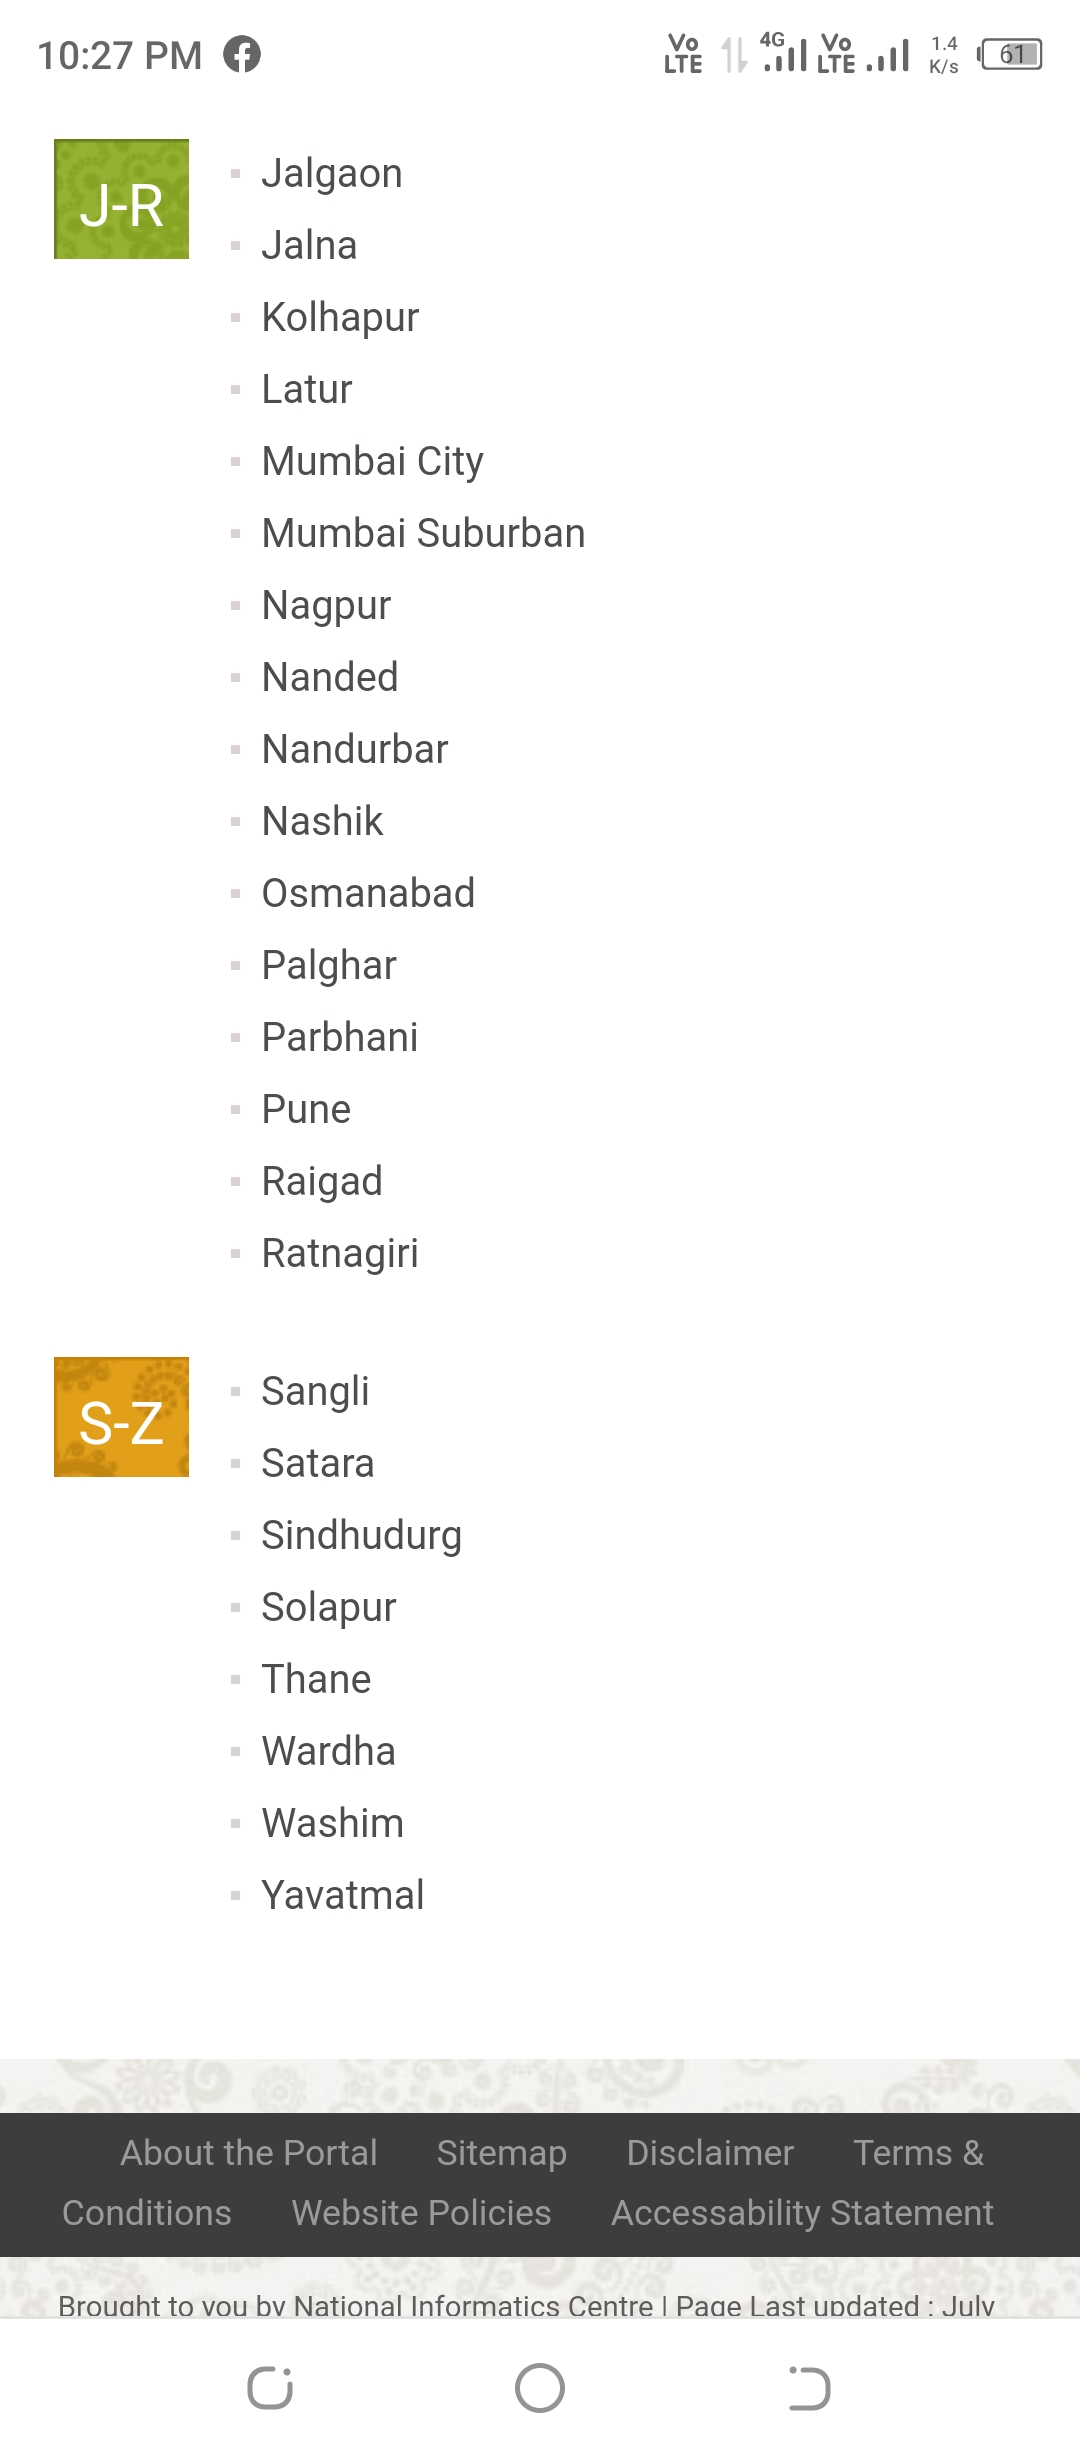 10:27 PM
Vo LTE 4G Vo LTE 1.4 K/s 61
J-R
Jalgaon
Jalna
Kolhapur
Latur
Mumbai City
Mumbai Suburban
Nagpur
Nanded
Nandurbar
Nashik
Osmanabad
Palghar
Parbhani
Pune
Raigad
Ratnagiri
S-Z
Sangli
Satara
Sindhudurg
Solapur
Thane
Wardha
Washim
Yavatmal
About the Portal Sitemap Disclaimer Terms &
Conditions Website Policies Accessability Statement
Brought to you by National Informatics Centre | Page Last updated : July